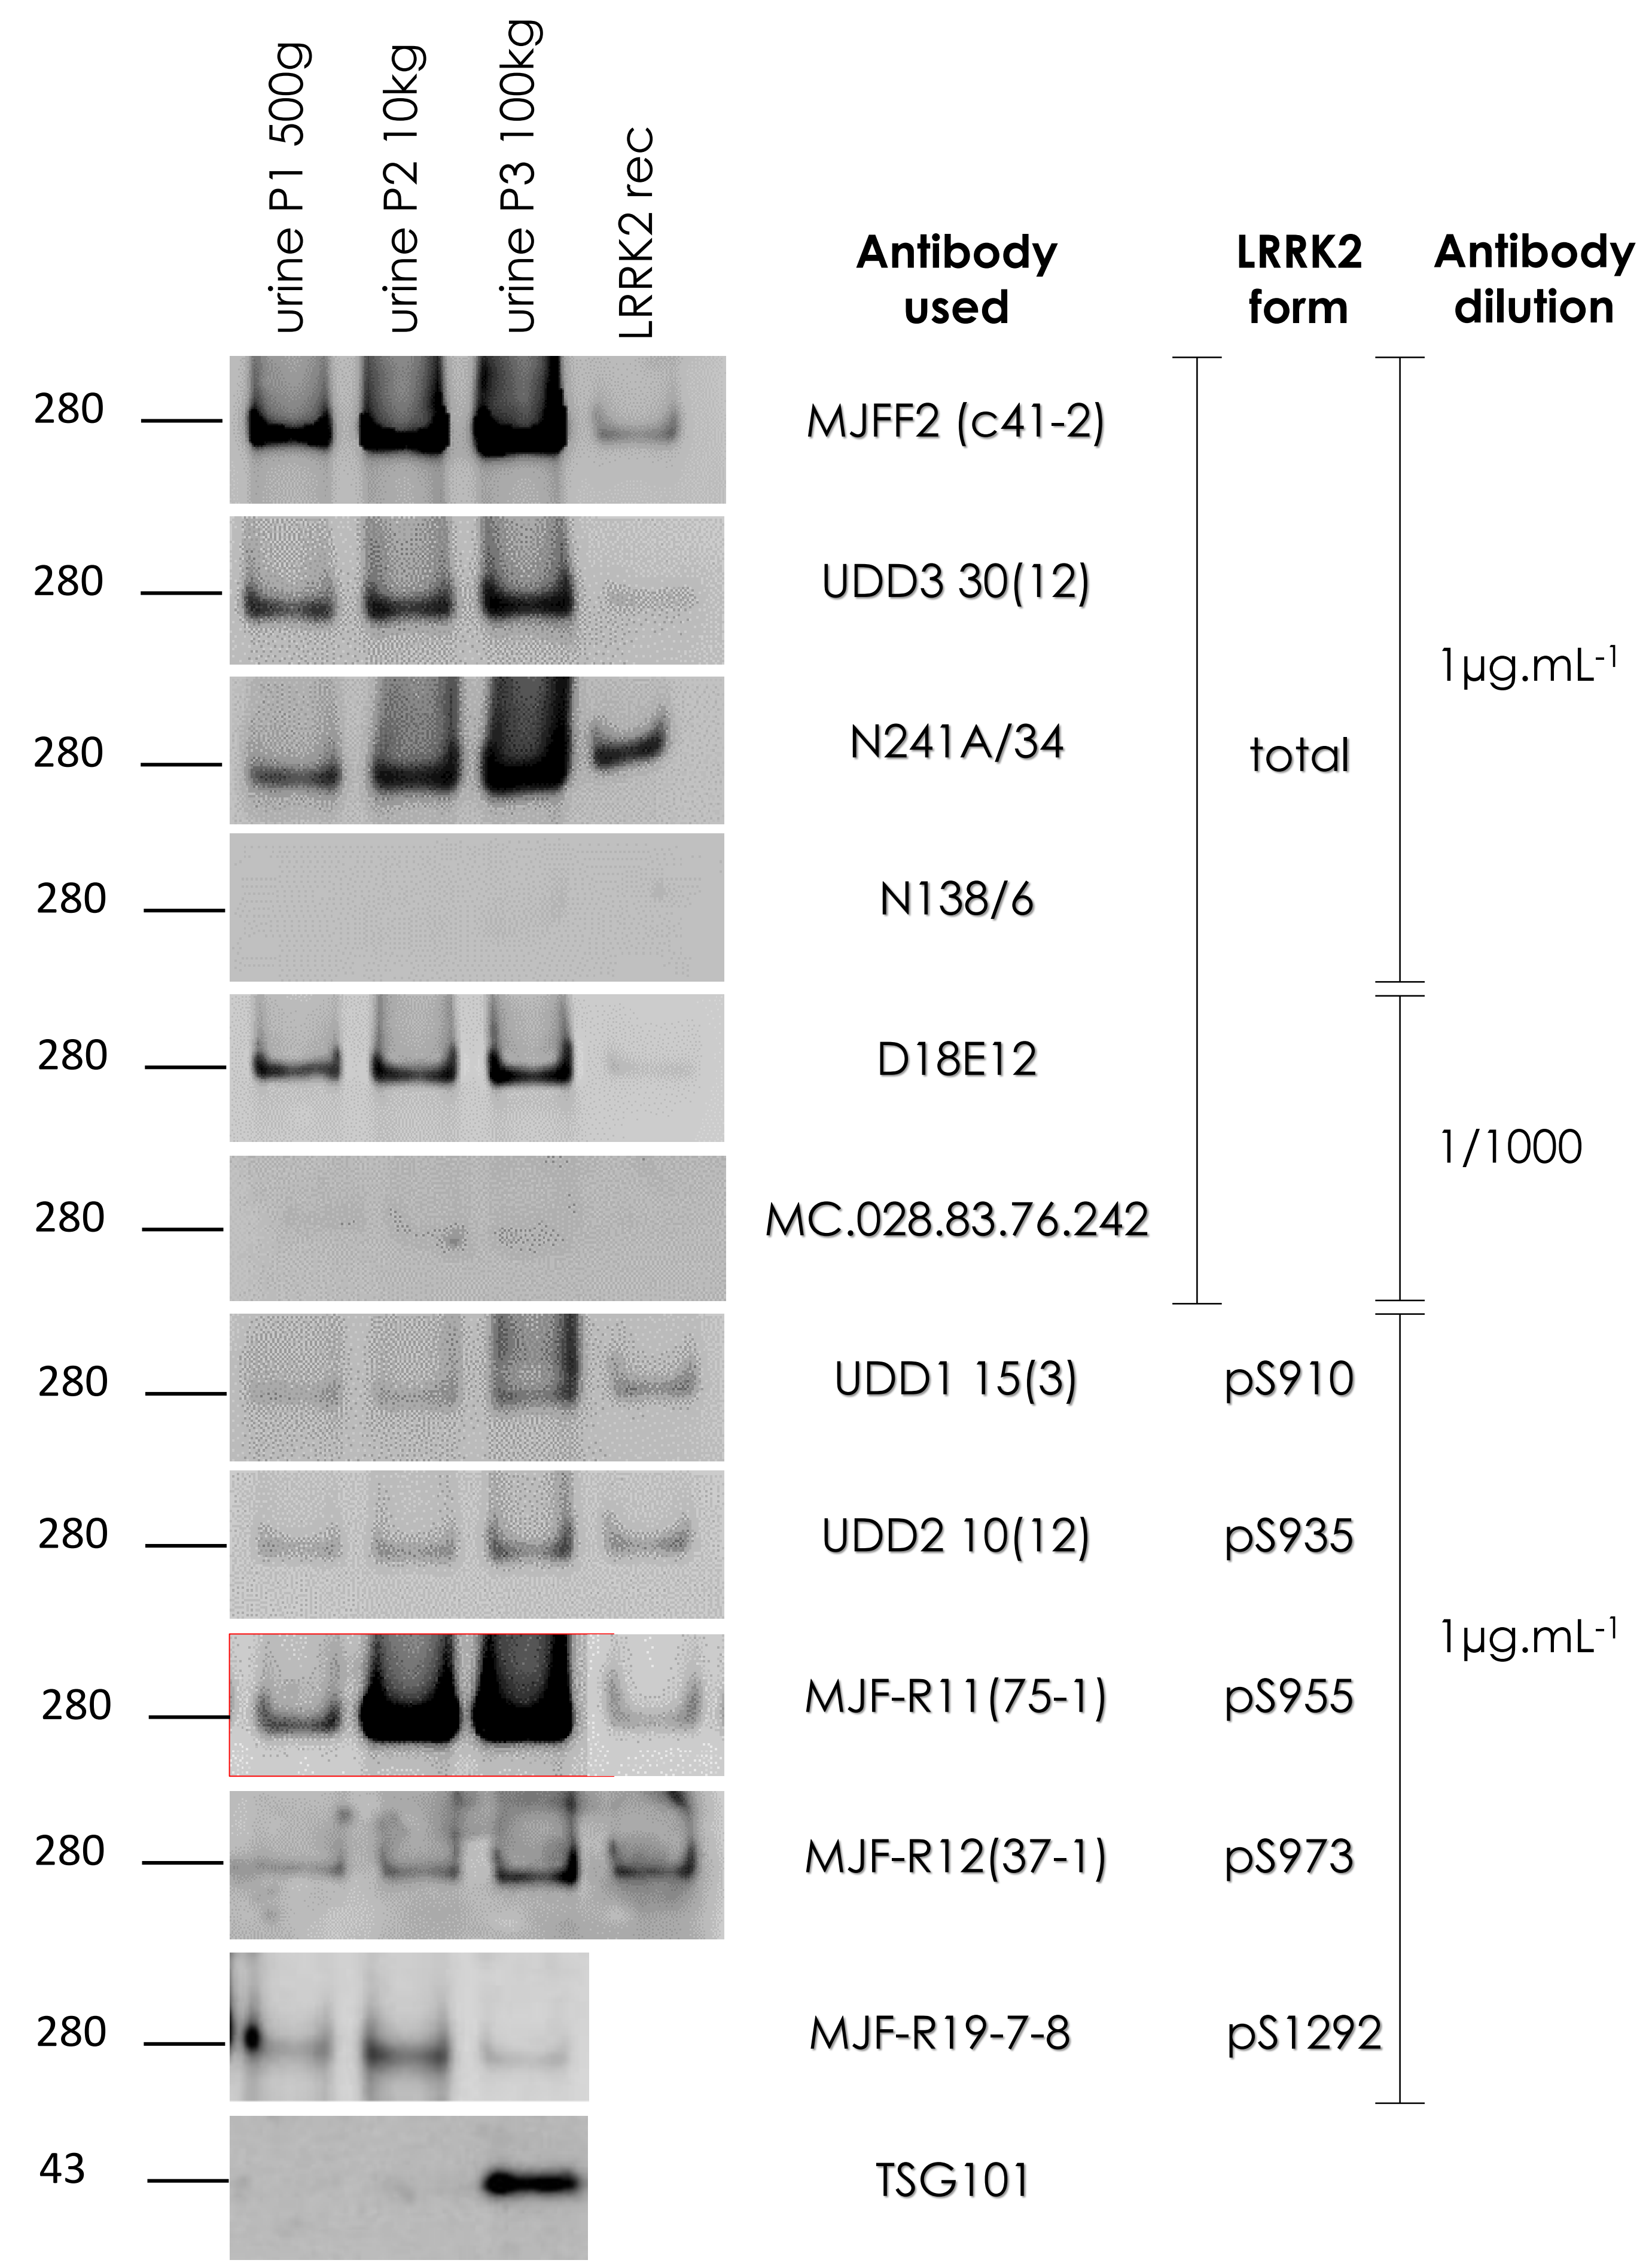 urine P1 500g
urine P2 10kg
urine P3 100kg
LRRK2 rec
Antibody used
LRRK2 form
Antibody dilution
280
MJFF2 (c41-2)
280
UDD3 30(12)
1µg.mL-1
280
N241A/34
total
280
N138/6
280
D18E12
1/1000
280
MC.028.83.76.242
280
UDD1 15(3)
pS910
280
UDD2 10(12)
pS935
1µg.mL-1
280
MJF-R11(75-1)
pS955
280
MJF-R12(37-1)
pS973
280
MJF-R19-7-8
pS1292
43
TSG101